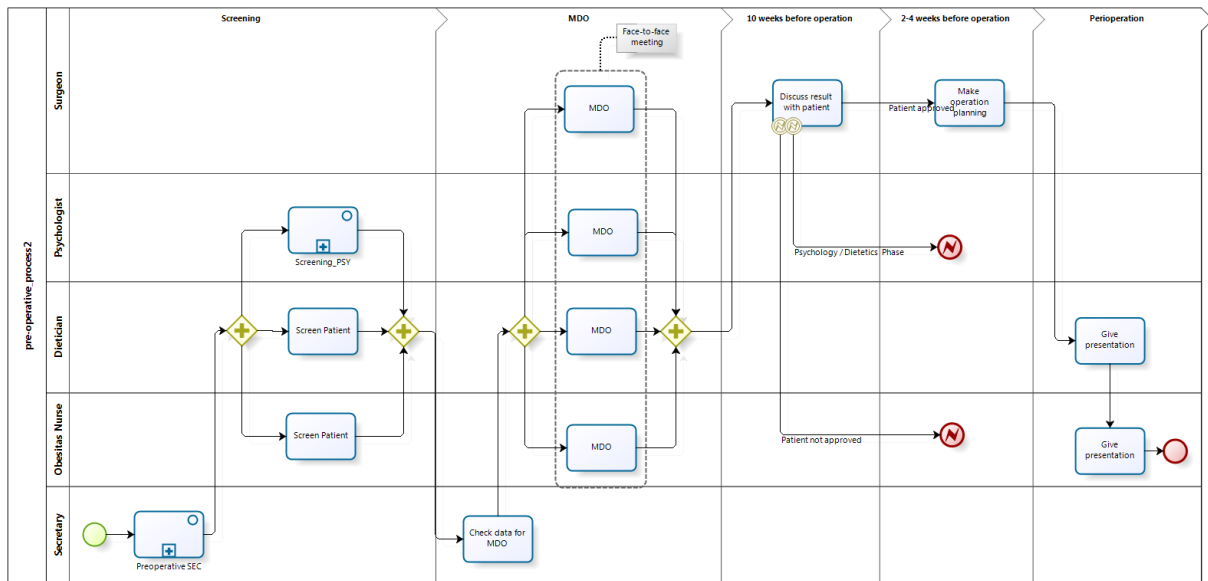 Screening
MDO
10 weeks before operation
2-4 weeks before operation
Perioperation
pre-operative_process2
Surgeon
Psychologist
Dietician
Obesitas Nurse
Secretary
Face-to-face
meeting
MDO
Discuss result
with patient
Patient approved
Make
operation
planning
Screening_PSY
MDO
Psychology / Dietetics Phase
Screen Patient
MDO
Give
presentation
Screen Patient
MDO
Patient not approved
Give
presentation
Preoperative SEC
Check data for
MDO